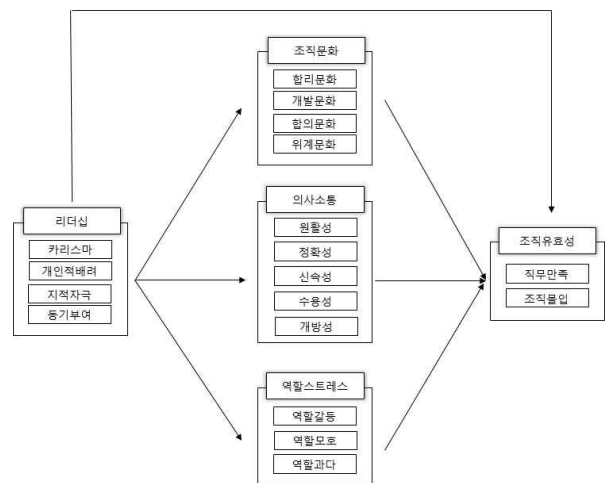 조직문화
합리문화
개발문화
합의문화
위계문화
리더십
카리스마
개인적배려
지적자극
동기부여
의사소통
원활성
정확성
신속성
수용성
개방성
조직유효성
직무만족
조직몰입
역할스트레스
역할갈등
역할모호
역할과다